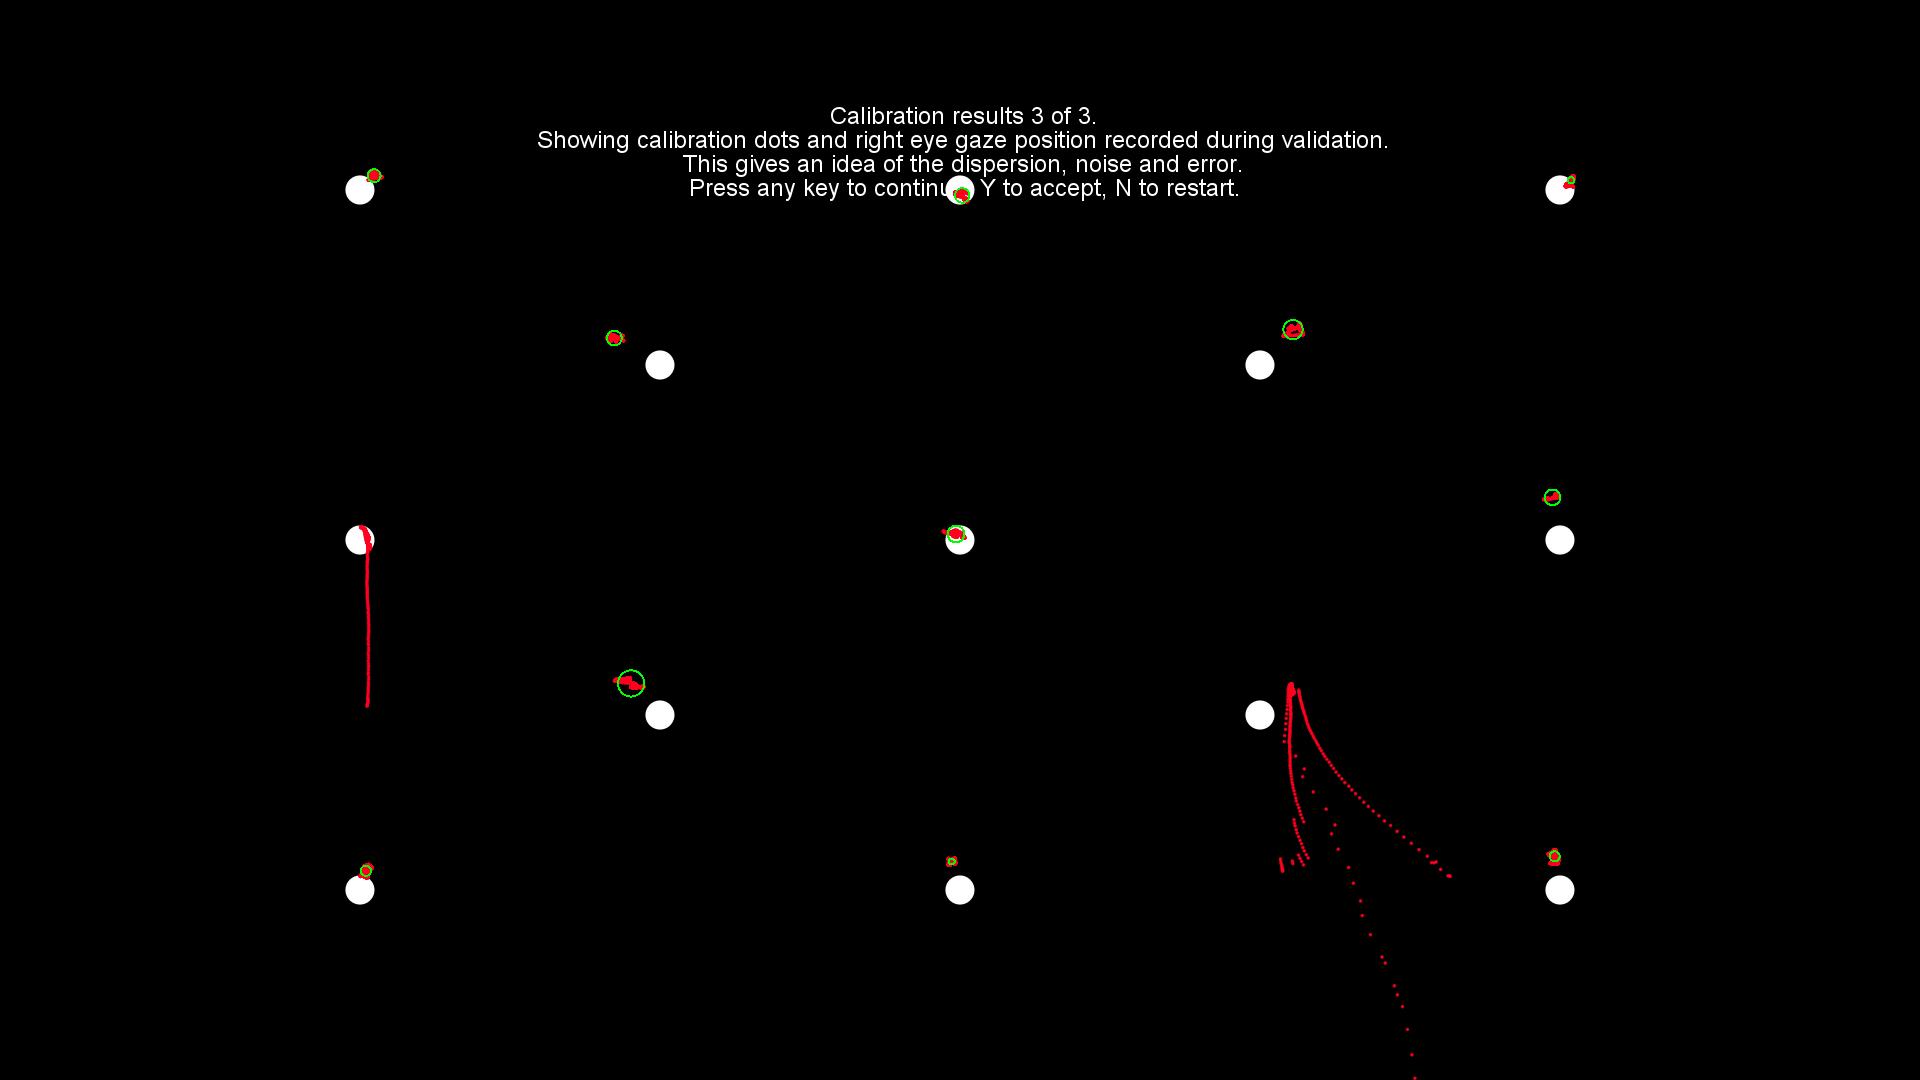 Calibration results 3 of 3.
Showing calibration dots and right eye gaze position recorded during validation.
This gives an idea of the dispersion, noise and error.
Press any key to continu Y to accept, N to restart.